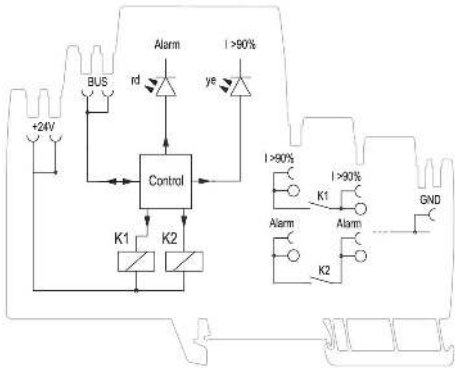 Alarm
I >90%
BUS
rd
ye
+24V
Control
I >90%
I >90%
K1
GND
Alarm
Alarm
K1
K2
K2